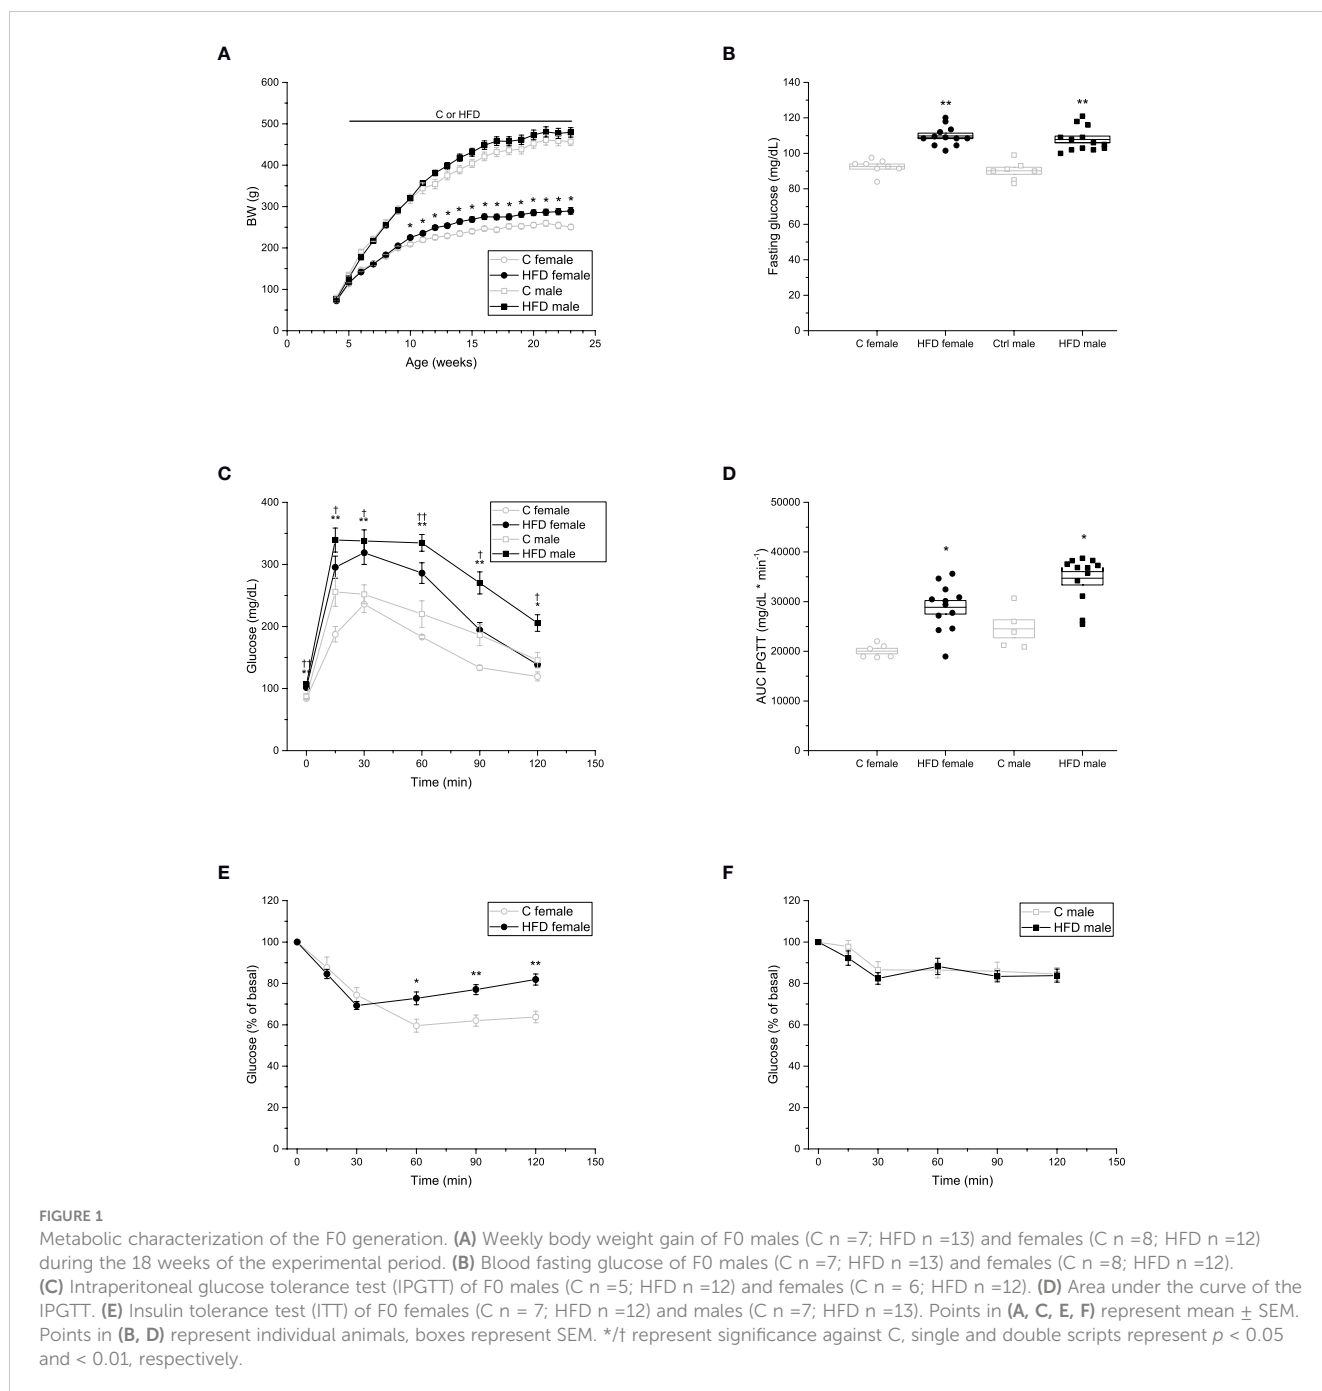 A
600
500
400
300
200
100
0
BW (g)
C or HFD
* * * * * * * * * * * * * *
C female
HFD female
C male
HFD male
0 5 10 15 20 25
Age (weeks)
B
140
120
100
80
60
40
20
0
Fasting glucose (mg/dL)
** **
C female HFD female Ctrl male HFD male
C
400
300
200
100
0
Glucose (mg/dL)
††
**
†
**
†
**
††
**
†
**
†
*
C female
HFD female
C male
HFD male
0 30 60 90 120 150
Time (min)
D
50000
40000
30000
20000
10000
0
AUC IPGTT (mg/dL * min-1)
* *
C female HFD female C male HFD male
E
120
100
80
60
40
20
0
Glucose (% of basal)
* ** **
C female
HFD female
0 30 60 90 120 150
Time (min)
F
120
100
80
60
40
20
0
Glucose (% of basal)
C male
HFD male
0 30 60 90 120 150
Time (min)
FIGURE 1
Metabolic characterization of the F0 generation. (A) Weekly body weight gain of F0 males (C n =7; HFD n =13) and females (C n =8; HFD n =12)
during the 18 weeks of the experimental period. (B) Blood fasting glucose of F0 males (C n =7; HFD n =13) and females (C n =8; HFD n =12).
(C) Intraperitoneal glucose tolerance test (IPGTT) of F0 males (C n =5; HFD n =12) and females (C n = 6; HFD n =12). (D) Area under the curve of the
IPGTT. (E) Insulin tolerance test (ITT) of F0 females (C n = 7; HFD n =12) and males (C n =7; HFD n =13). Points in (A, C, E, F) represent mean ± SEM.
Points in (B, D) represent individual animals, boxes represent SEM. */† represent significance against C, single and double scripts represent p < 0.05
and < 0.01, respectively.